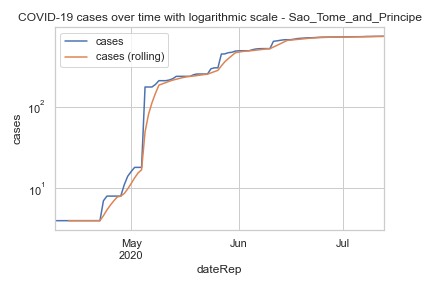 COVID-19 cases over time with logarithmic scale - Sao_Tome_and_Principe
cases
cases (rolling)
10²
10¹
cases
May
2020
Jun
Jul
dateRep